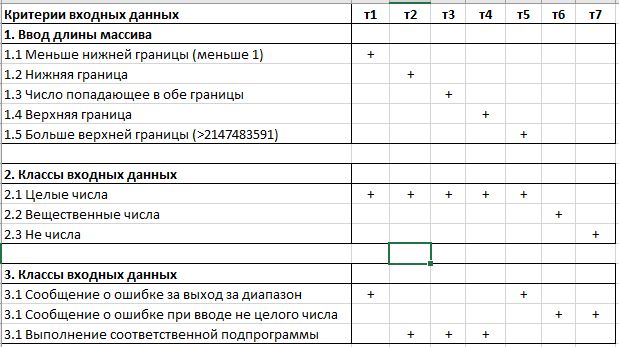 Критерии входных данных т1 т2 т3 т4 т5 т6 т7
1. Ввод длины массива
1.1 Меньше нижней границы (меньше 1) +
1.2 Нижняя граница +
1.3 Число попадающее в обе границы +
1.4 Верхняя граница +
1.5 Больше верхней границы (>2147483591) +
2. Классы входных данных
2.1 Целые числа + + + + +
2.2 Вещественные числа +
2.3 Не числа +
3. Классы входных данных
3.1 Сообщение о ошибке за выход за диапазон + +
3.1 Сообщение о ошибке при вводе не целого числа + +
3.1 Выполнение соответственной подпрограммы + + +